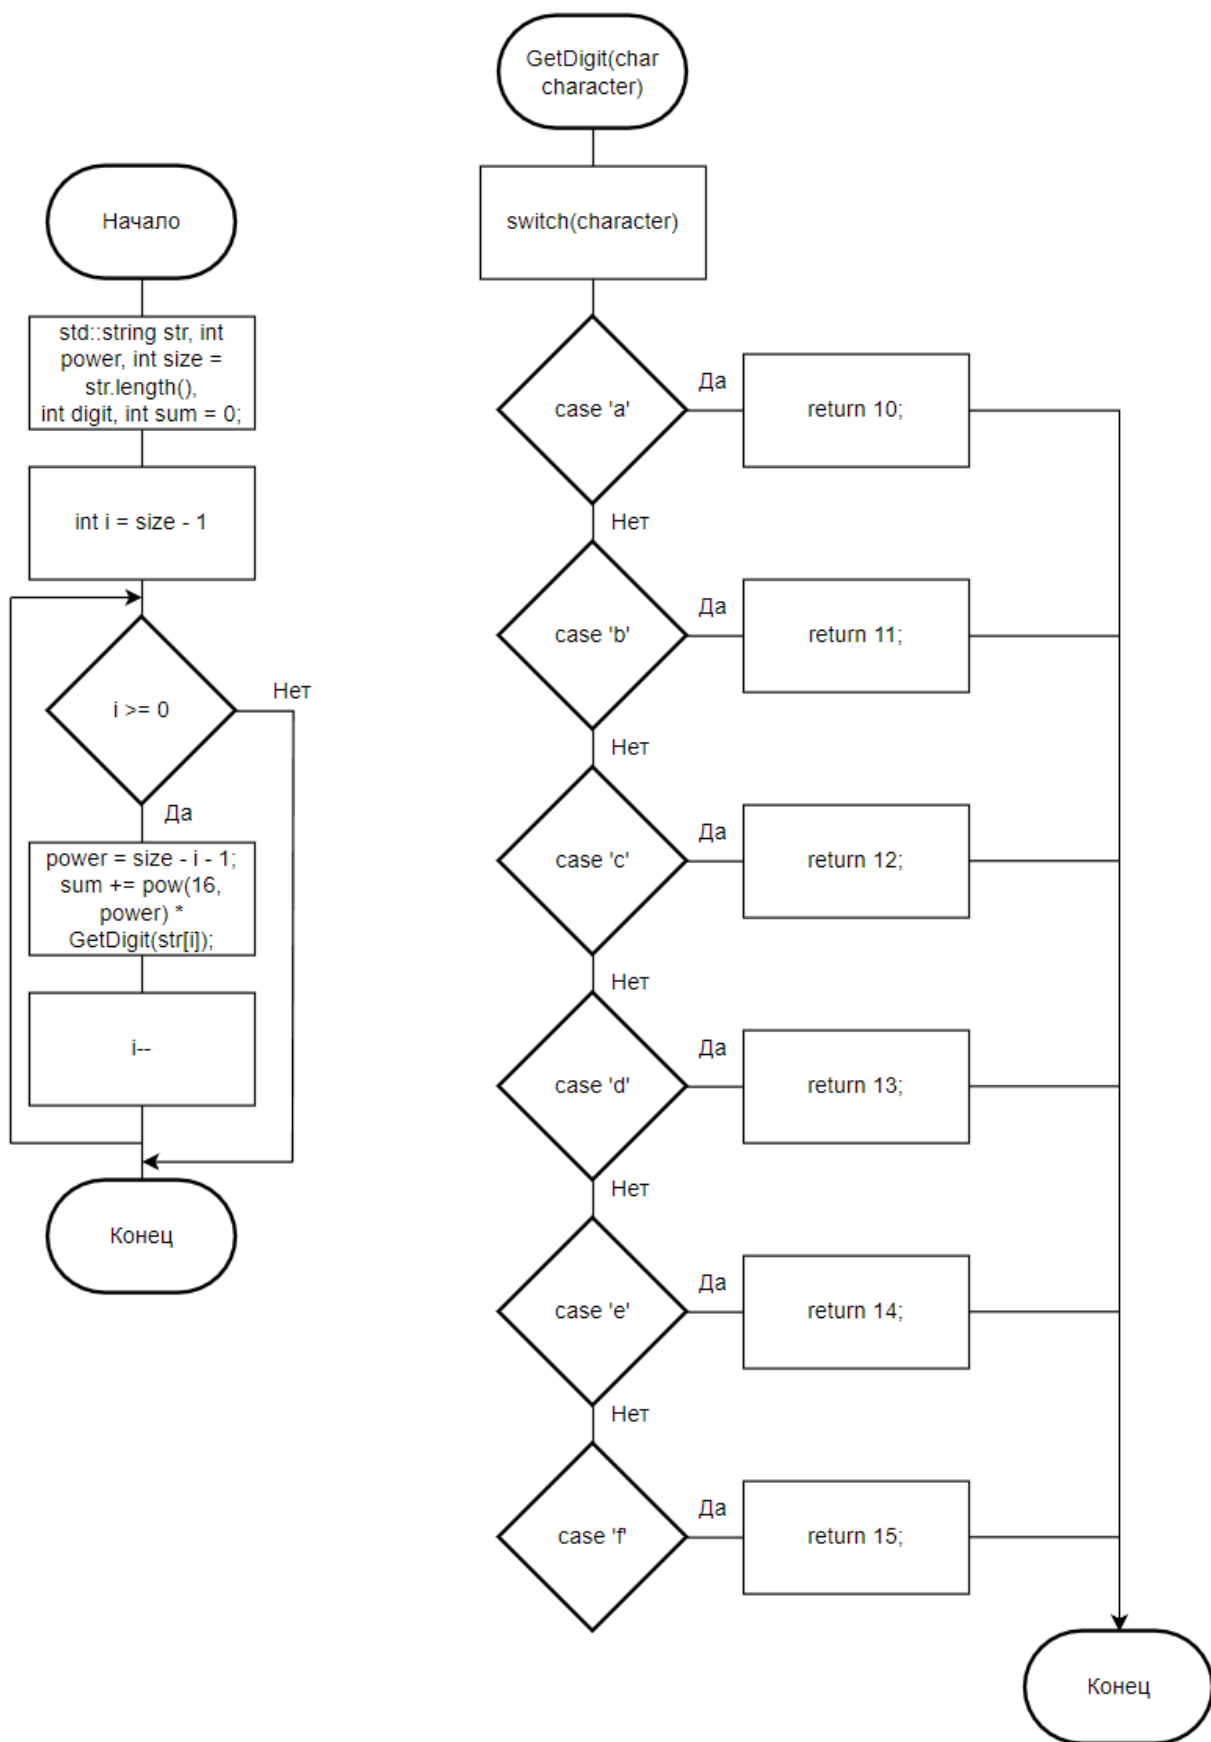 Начало
std::string str, int
power, int size =
str.length(),
int digit, int sum = 0;
int i = size - 1
i >= 0
Нет
Да
power = size - i - 1;
sum += pow(16,
power) *
GetDigit(str[i]);
i--
Конец
GetDigit(char
character)
switch(character)
case 'a'
Да
return 10;
Нет
case 'b'
Да
return 11;
Нет
case 'c'
Да
return 12;
Нет
case 'd'
Да
return 13;
Нет
case 'e'
Да
return 14;
Нет
case 'f'
Да
return 15;
Конец